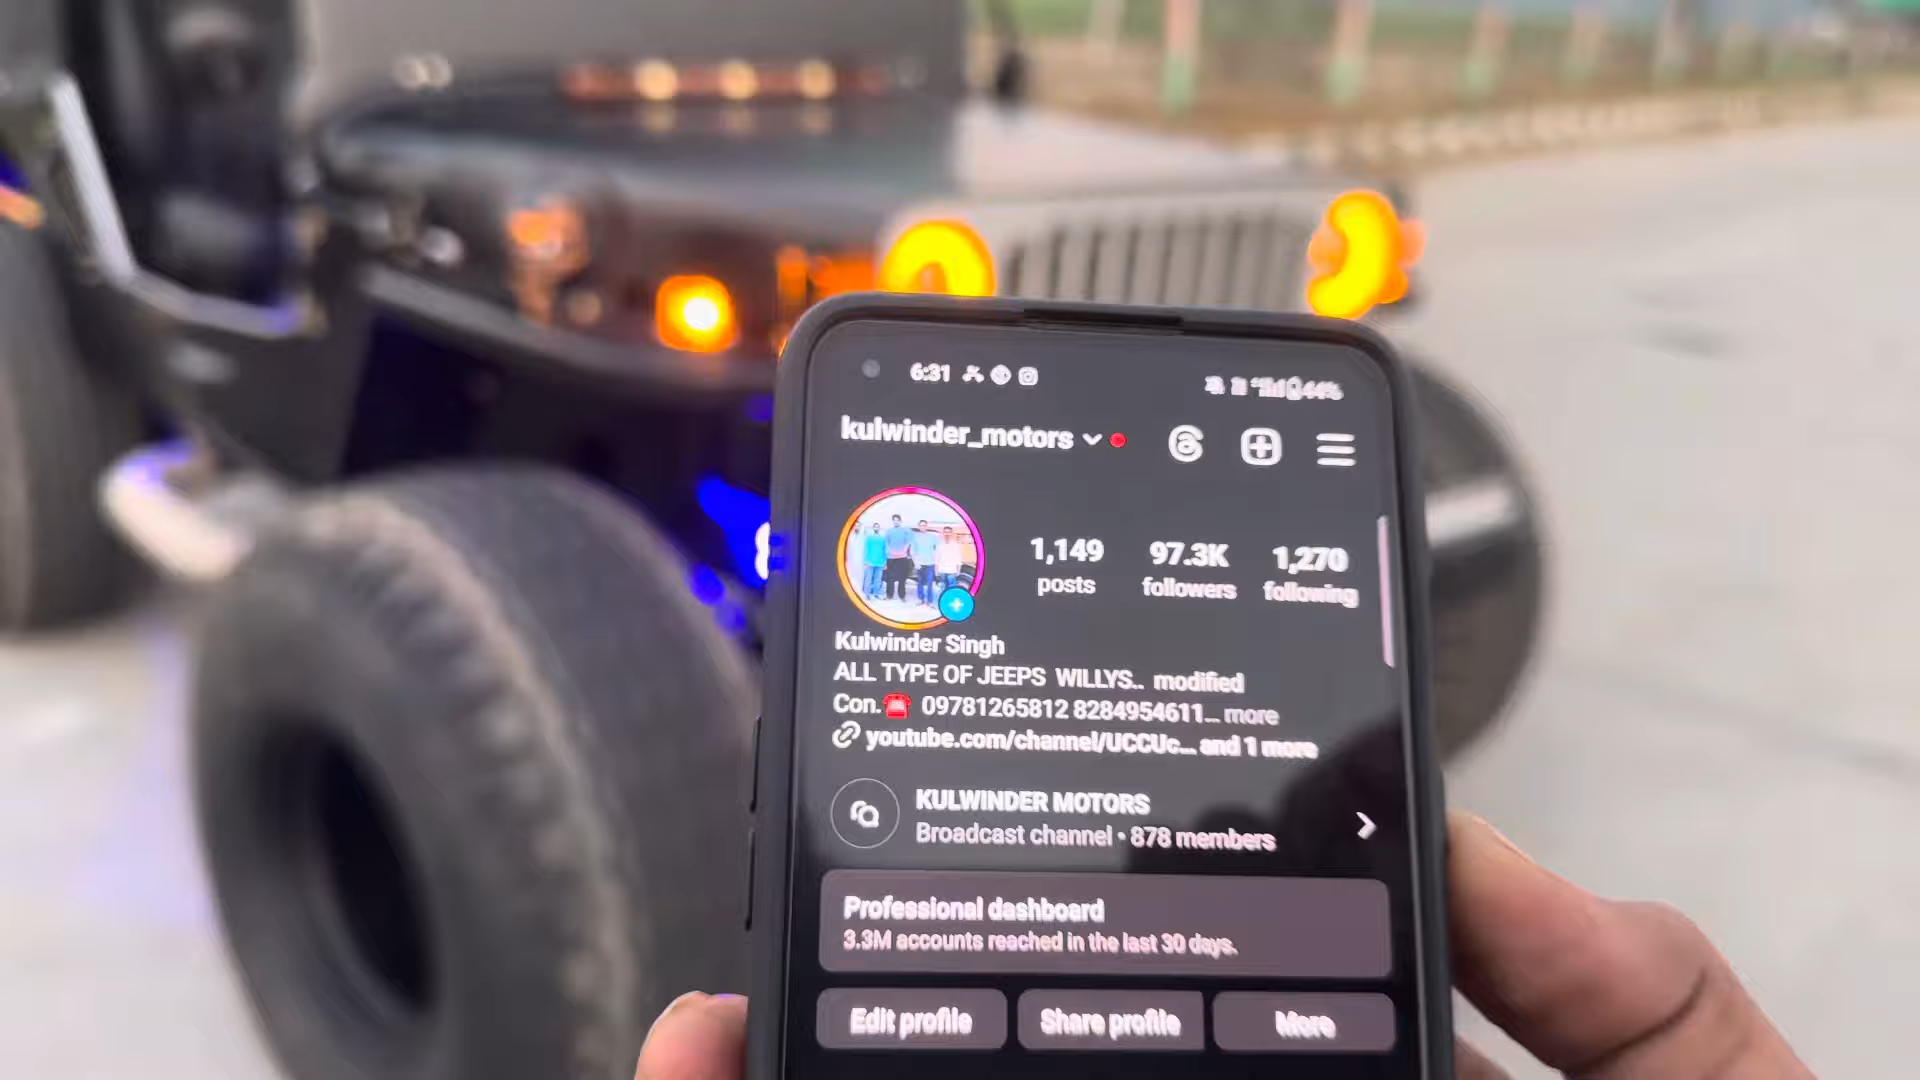 6:31 44%
kulwinder_motors
1,149 97.3K 1,270
posts followers following
Kulwinder Singh
ALL TYPE OF JEEPS WILLYS.. modified
Con.☎️ 09781265812 8284954611... more
youtube.com/channel/UCCUc... and 1 more
KULWINDER MOTORS
Broadcast channel • 878 members
Professional dashboard
3.3M accounts reached in the last 30 days.
Edit profile Share profile More